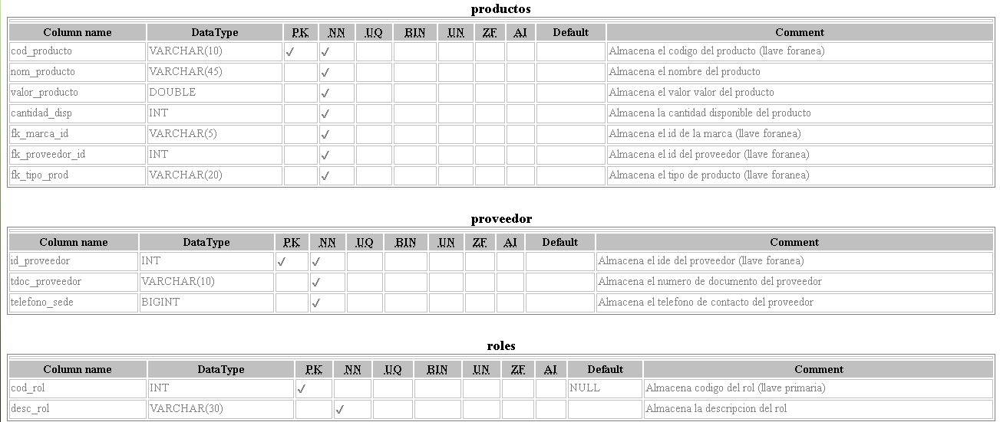 productos
Column name DataType PK NN UQ BIN UN ZF AI Default Comment
cod_producto VARCHAR(10) ✓ ✓ Almacena el codigo del producto (llave foranea)
nom_producto VARCHAR(45) ✓ Almacena el nombre del producto
valor_producto DOUBLE ✓ Almacena el valor valor del producto
cantidad_disp INT ✓ Almacena la cantidad disponible del producto
fk_marca_id VARCHAR(5) ✓ Almacena el id de la marca (llave foranea)
fk_proveedor_id INT ✓ Almacena el id del proveedor (llave foranea)
fk_tipo_prod VARCHAR(20) ✓ Almacena el tipo de producto (llave foranea)
proveedor
Column name DataType PK NN UQ BIN UN ZF AI Default Comment
id_proveedor INT ✓ ✓ Almacena el ide del proveedor (llave foranea)
tdoc_proveedor VARCHAR(10) ✓ Almacena el numero de documento del proveedor
telefono_sede BIGINT ✓ Almacena el telefono de contacto del proveedor
roles
Column name DataType PK NN UQ BIN UN ZF AI Default Comment
cod_rol INT ✓ NULL Almacena codigo del rol (llave primaria)
desc_rol VARCHAR(30) ✓ Almacena la descripcion del rol